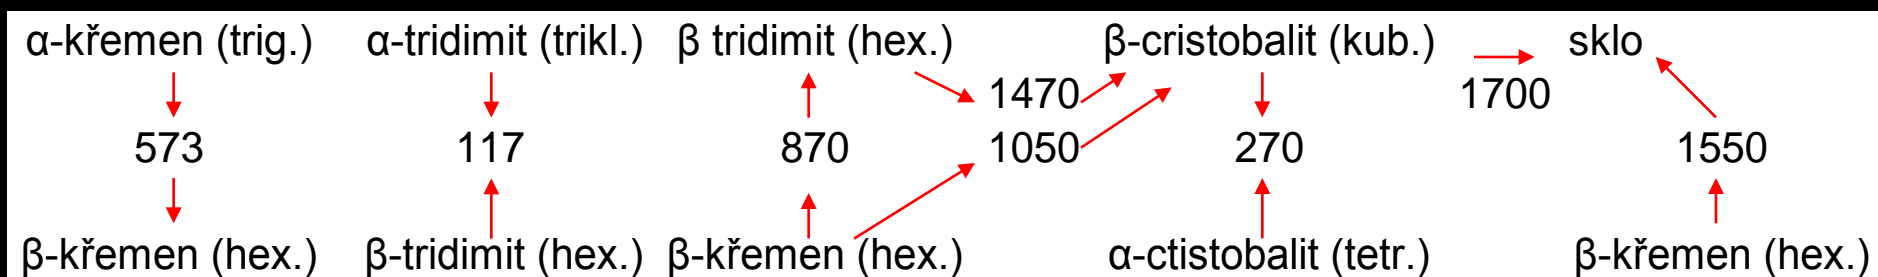 α-křemen (trig.) α-tridimit (trikl.) β tridimit (hex.) β-cristobalit (kub.) sklo
1470 1700
573 117 870 1050 270 1550
β-křemen (hex.) β-tridimit (hex.) β-křemen (hex.) α-ctistobalit (tetr.) β-křemen (hex.)